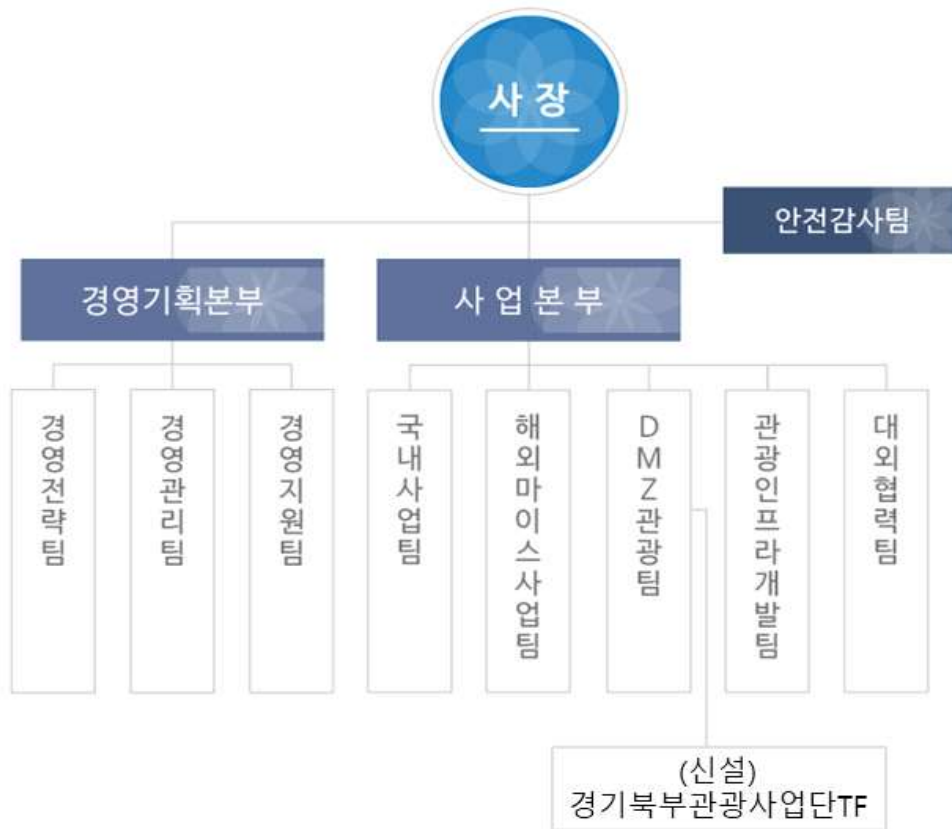 사 장
안전감사팀
경영기획본부
사 업 본 부
경영전략팀
경영관리팀
경영지원팀
국내사업팀
해외마이스사업팀
DMZ관광팀
관광인프라개발팀
대외협력팀
(신설)
경기북부관광사업단TF